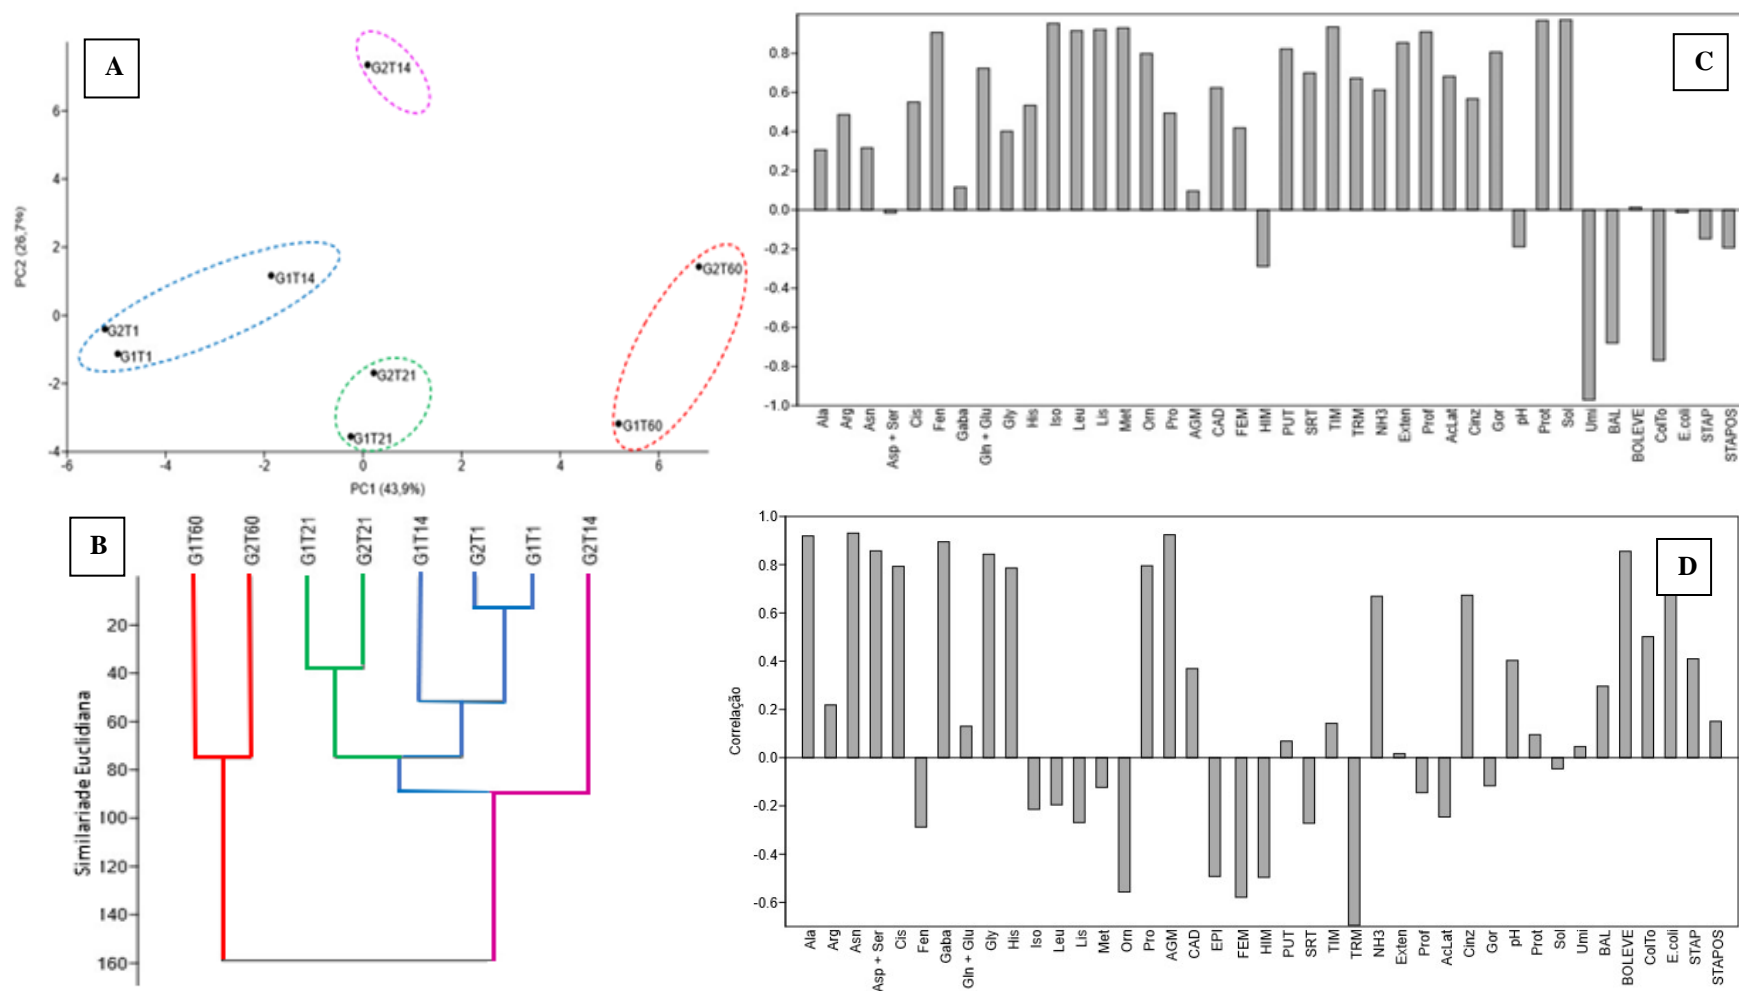 A
PC2 (26,7%)
6
4
2
0
-2
-4
-6
-4
-2
0
2
4
6
PC1 (43,9%)
G2T14
G1T14
G2T1
G1T1
G2T21
G1T21
G2T60
G1T60
B
G1T60
G2T60
G1T21
G2T21
G1T14
G2T1
G1T1
G2T14
Similariade Euclidiana
20
40
60
80
100
120
140
160
C
0.8
0.6
0.4
0.2
0.0
-0.2
-0.4
-0.6
-0.8
-1.0
Ala
Arg
Asn
Asp + Ser
Cis
Fen
Gaba
Gln + Glu
Gly
His
Iso
Leu
Lis
Met
Orn
Pro
AGM
CAD
FEM
HIM
PUT
SRT
TIM
TRM
NH3
Exten
Prof
AcLat
Cinz
Gor
pH
Prot
Sol
Umi
BAL
BOLEVE
ColTo
E.coli
STAP
STAPOS
D
Correlação
1.0
0.8
0.6
0.4
0.2
0.0
-0.2
-0.4
-0.6
Ala
Arg
Asn
Asp + Ser
Cis
Fen
Gaba
Gln + Glu
Gly
His
Iso
Leu
Lis
Met
Orn
Pro
AGM
CAD
EPI
FEM
HIM
PUT
SRT
TIM
TRM
NH3
Exten
Prof
AcLat
Cinz
Gor
pH
Prot
Sol
Umi
BAL
BOLEVE
ColTo
E.coli
STAP
STAPOS